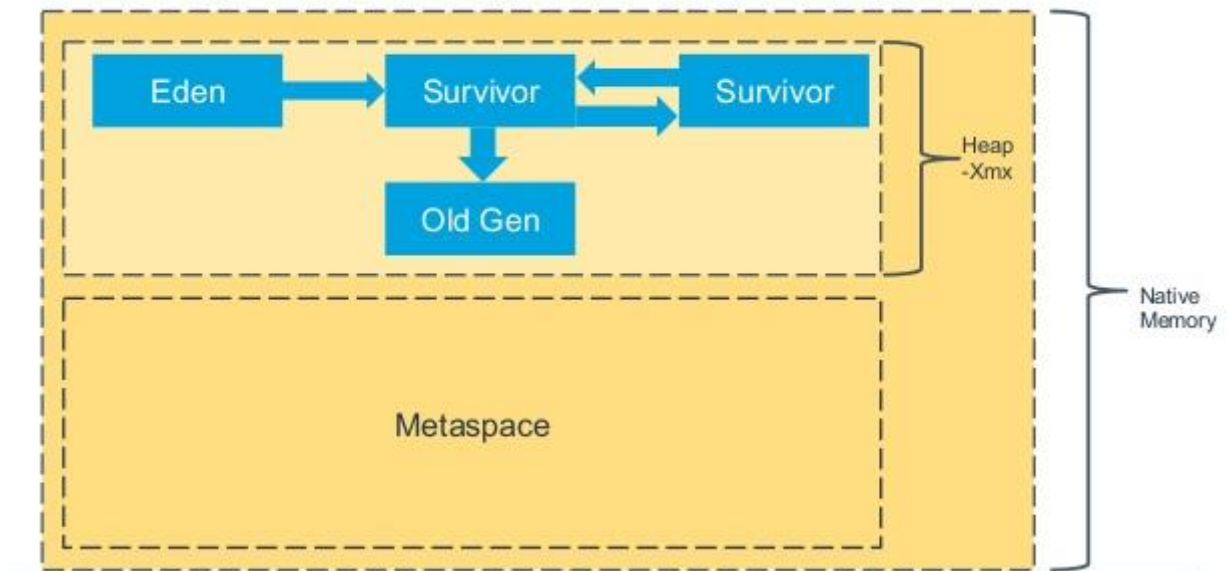 Eden
Survivor
Survivor
Heap
-Xmx
Old Gen
Native
Memory
Metaspace